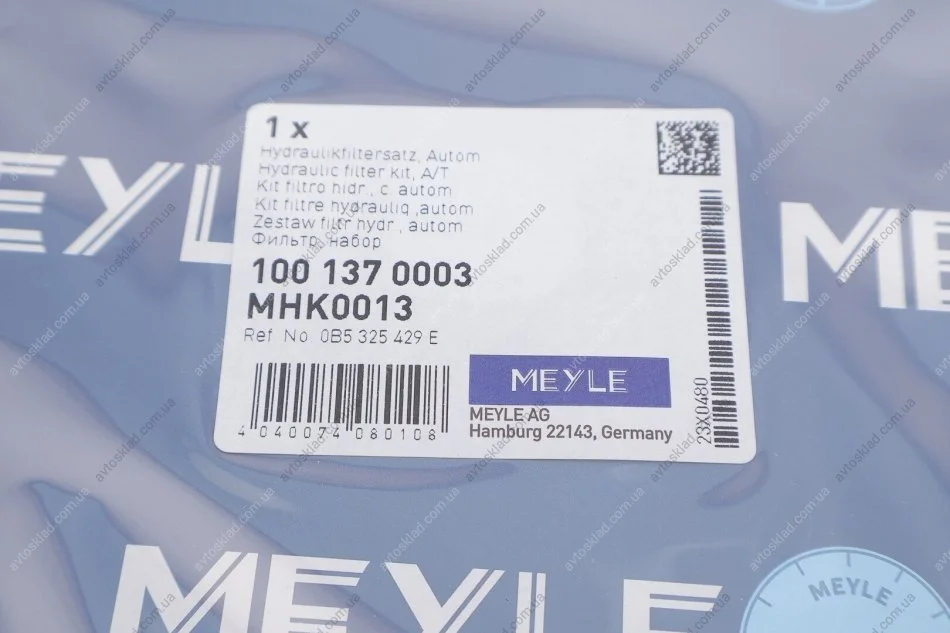 1 x
Hydraulikfiltersatz, Autom
Hydraulic filter kit, A/T
Kit filtro hidr., c. autom
Kit filtre hydrauliq.,autom
Zestaw filtr hydr., autom
Фильтр, набор
100 137 0003
MHK0013
Ref. No. 0B5 325 429 E
4 040074 080108
MEYLE
MEYLE AG
Hamburg 22143, Germany
23X0480
MEYLE
ME
MEYLE
MEYLE
avtosklad.com.ua